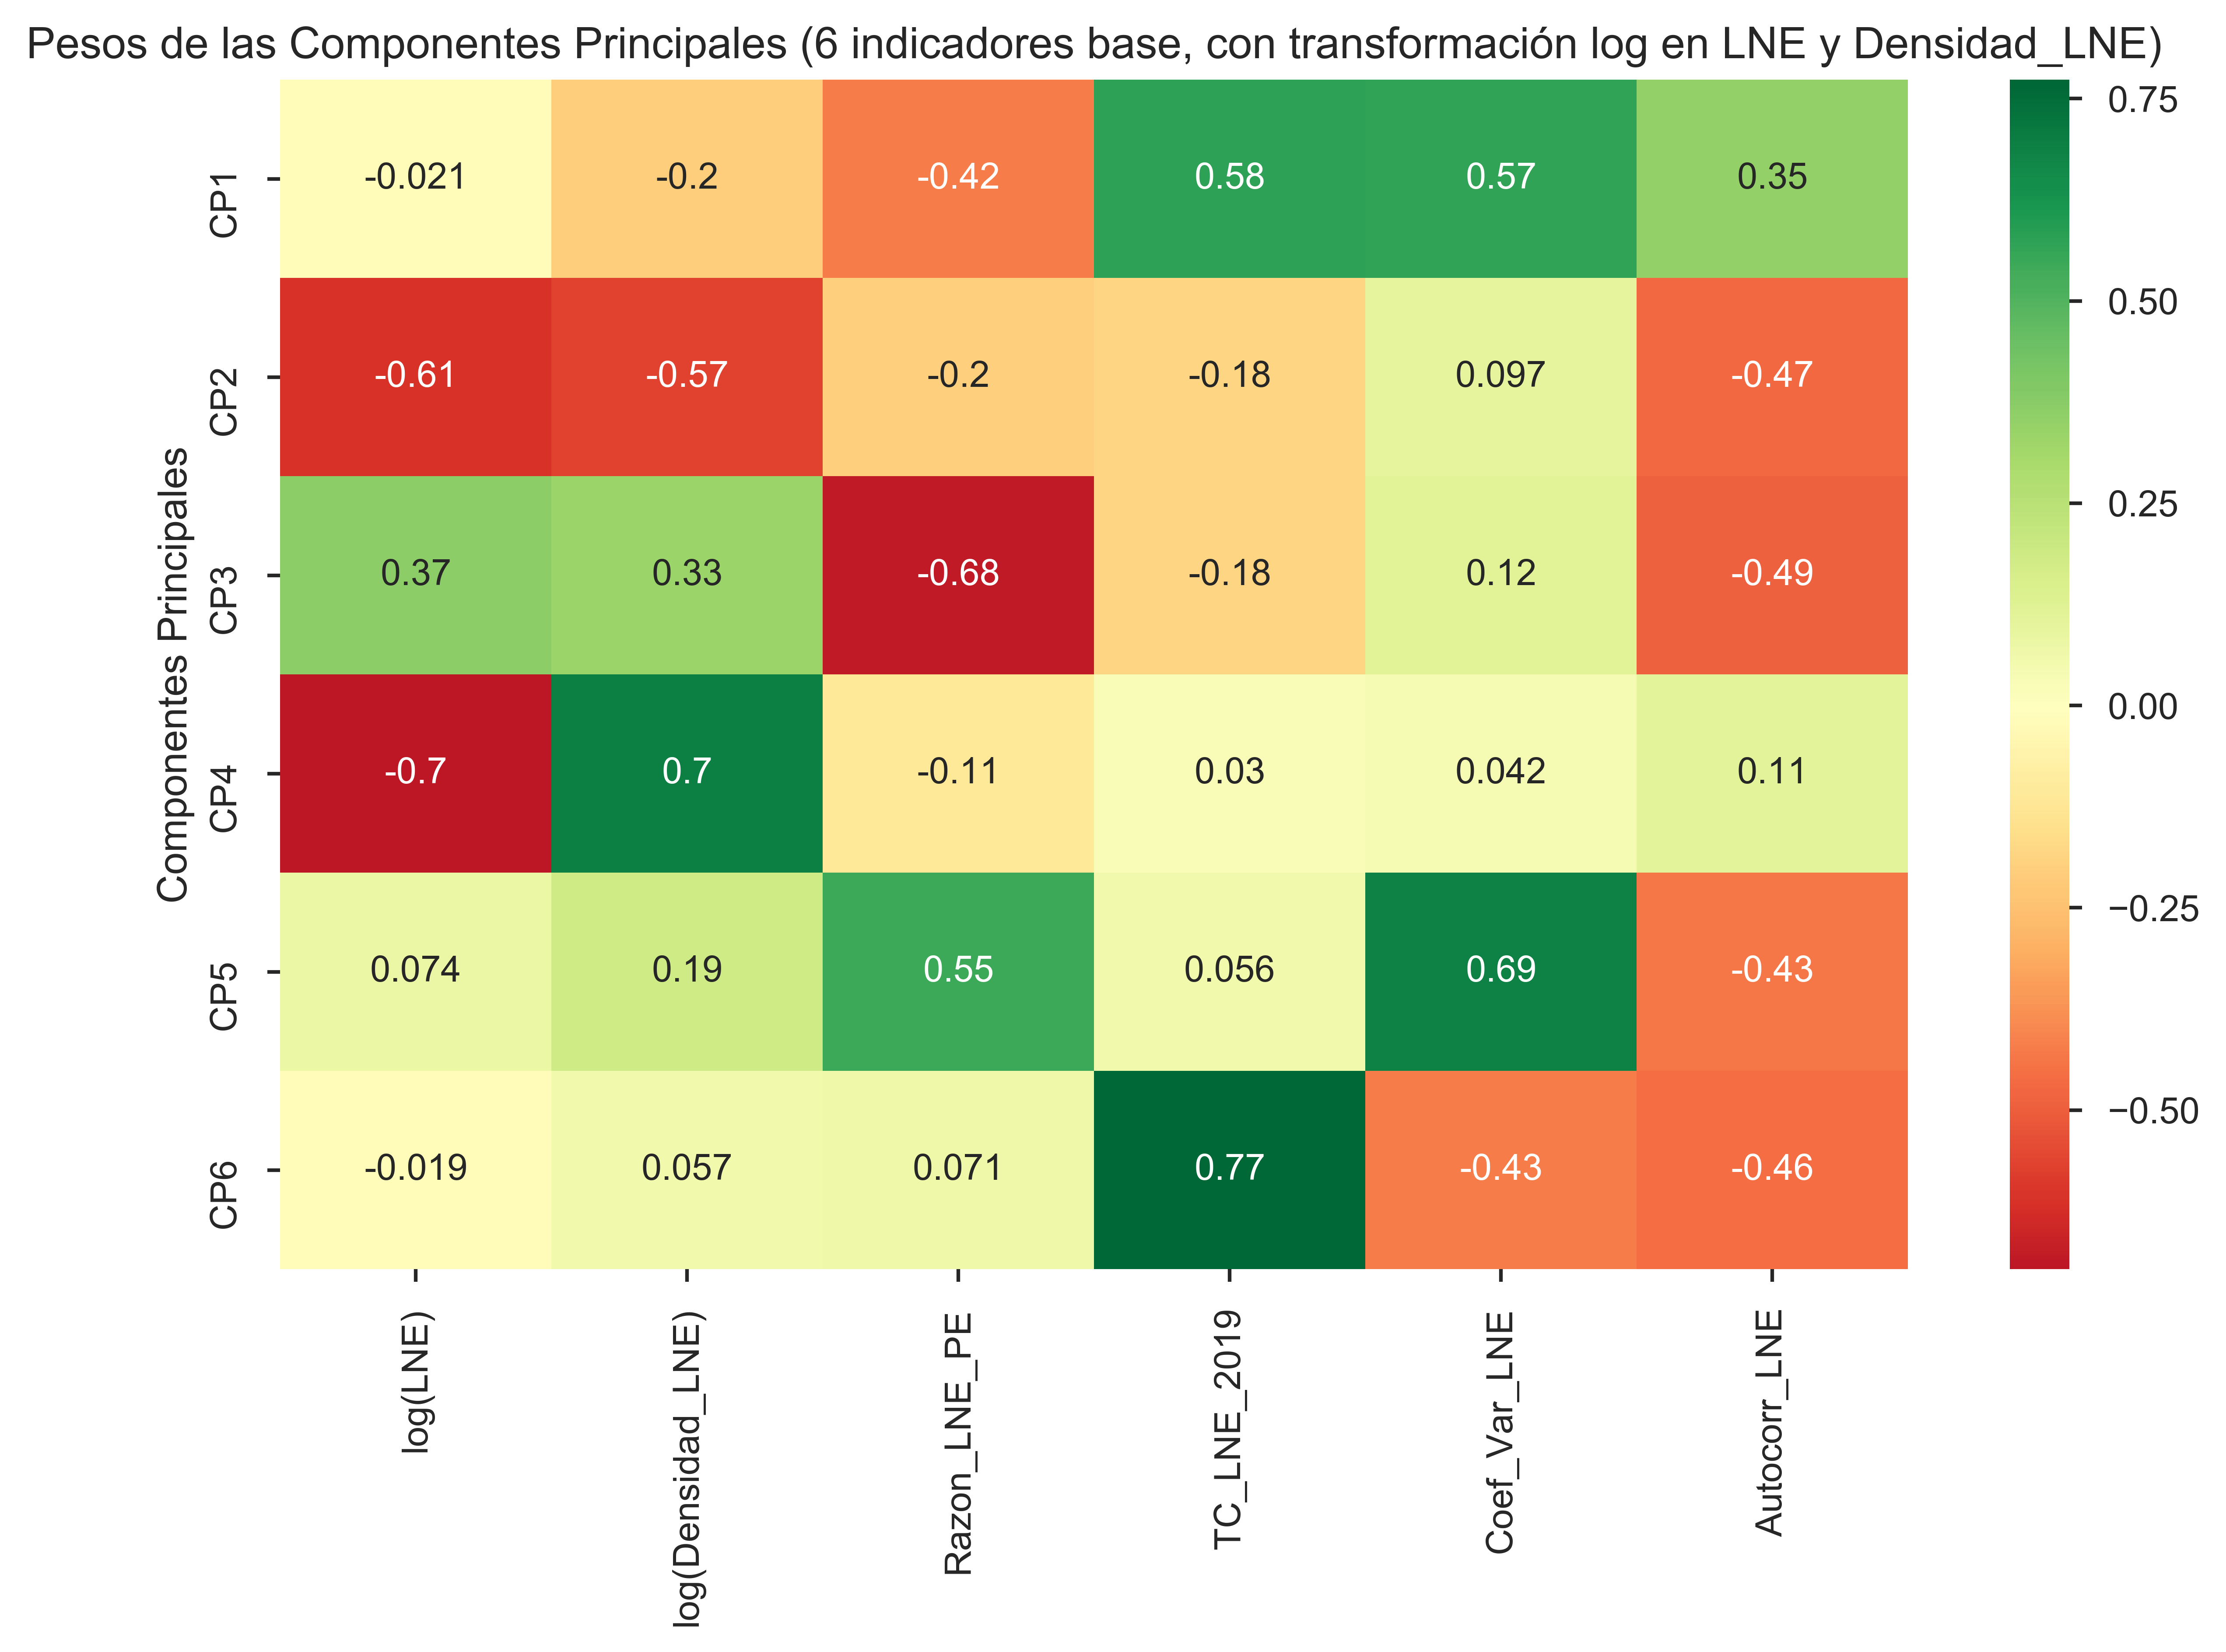 Pesos de las Componentes Principales (6 indicadores base, con transformación log en LNE y Densidad_LNE)
Componentes Principales
CP1 -0.021 -0.2 -0.42 0.58 0.57 0.35
CP2 -0.61 -0.57 -0.2 -0.18 0.097 -0.47
CP3 0.37 0.33 -0.68 -0.18 0.12 -0.49
CP4 -0.7 0.7 -0.11 0.03 0.042 0.11
CP5 0.074 0.19 0.55 0.056 0.69 -0.43
CP6 -0.019 0.057 0.071 0.77 -0.43 -0.46
log(LNE)
log(Densidad_LNE)
Razon_LNE_PE
TC_LNE_2019
Coef_Var_LNE
Autocorr_LNE
0.75
0.50
0.25
0.00
−0.25
−0.50